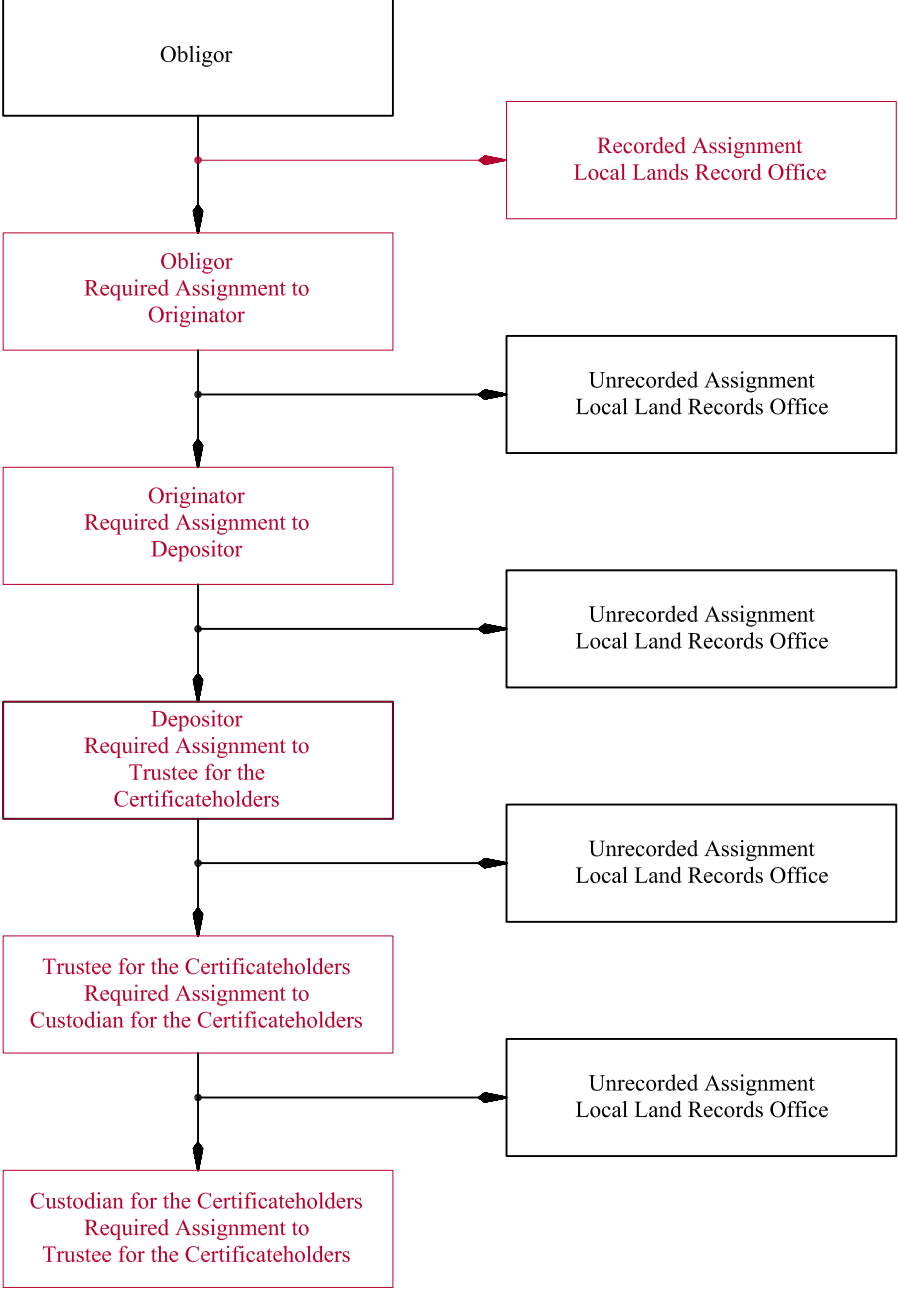 Obligor
Recorded Assignment
Local Lands Record Office
Obligor
Required Assignment to
Originator
Unrecorded Assignment
Local Land Records Office
Originator
Required Assignment to
Depositor
Unrecorded Assignment
Local Land Records Office
Depositor
Required Assignment to
Trustee for the
Certificateholders
Unrecorded Assignment
Local Land Records Office
Trustee for the Certificateholders
Required Assignment to
Custodian for the Certificateholders
Unrecorded Assignment
Local Land Records Office
Custodian for the Certificateholders
Required Assignment to
Trustee for the Certificateholders